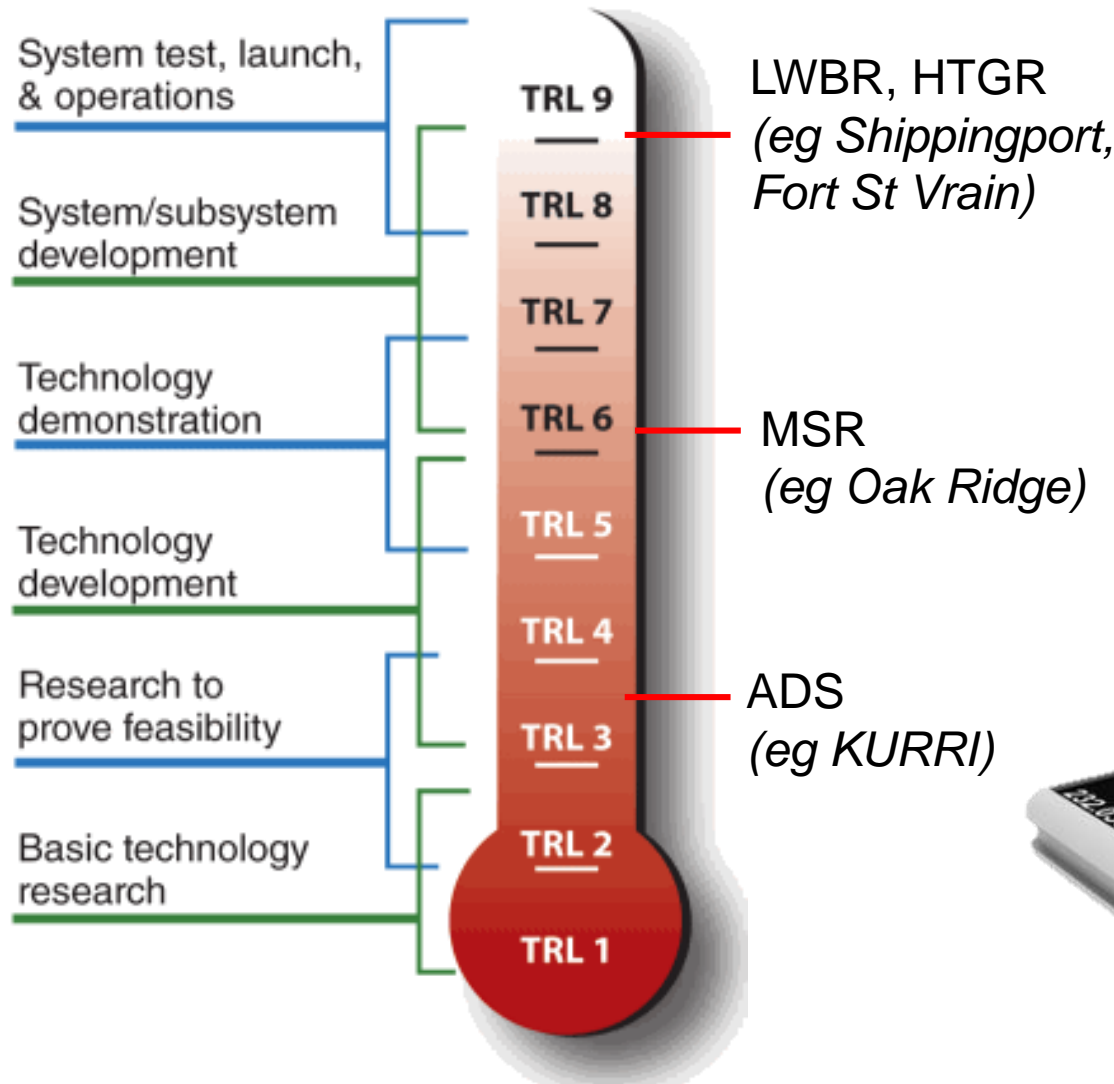 System test, launch,
& operations
System/subsystem
development
Technology
demonstration
Technology
development
Research to
prove feasibility
Basic technology
research
TRL 9
TRL 8
TRL 7
TRL 6
TRL 5
TRL 4
TRL 3
TRL 2
TRL 1
LWBR, HTGR
(eg Shippingport,
Fort St Vrain)
MSR
(eg Oak Ridge)
ADS
(eg KURRI)